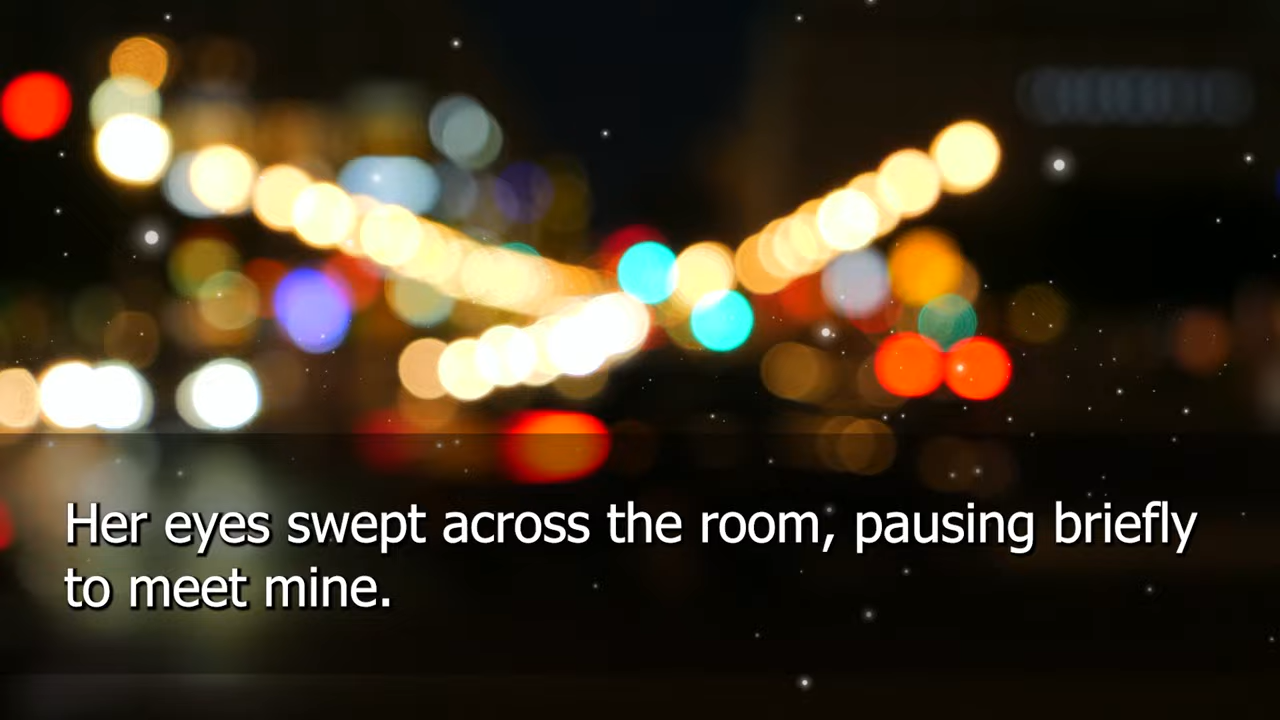 Her eyes swept across the room, pausing briefly
to meet mine.